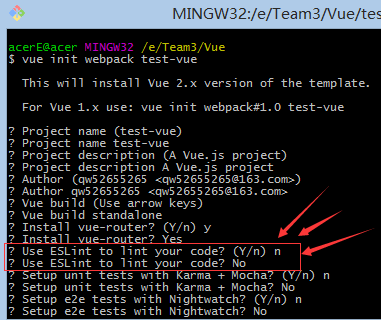 MINGW32:/e/Team3/Vue/tes
acerE@acer MINGW32 /e/Team3/Vue
$ vue init webpack test-vue
This will install Vue 2.x version of the template.
For Vue 1.x use: vue init webpack#1.0 test-vue
? Project name (test-vue)
? Project name test-vue
? Project description (A Vue.js project)
? Project description A Vue.js project
? Author (qw52655265 <qw52655265@163.com>)
? Author qw52655265 <qw52655265@163.com>
? Vue build (Use arrow keys)
? Vue build standalone
? Install vue-router? (Y/n) y
? Install vue-router? Yes
? Use ESLint to lint your code? (Y/n) n
? Use ESLint to lint your code? No
? Setup unit tests with Karma + Mocha? (Y/n) n
? Setup unit tests with Karma + Mocha? No
? Setup e2e tests with Nightwatch? (Y/n) n
? Setup e2e tests with Nightwatch? No